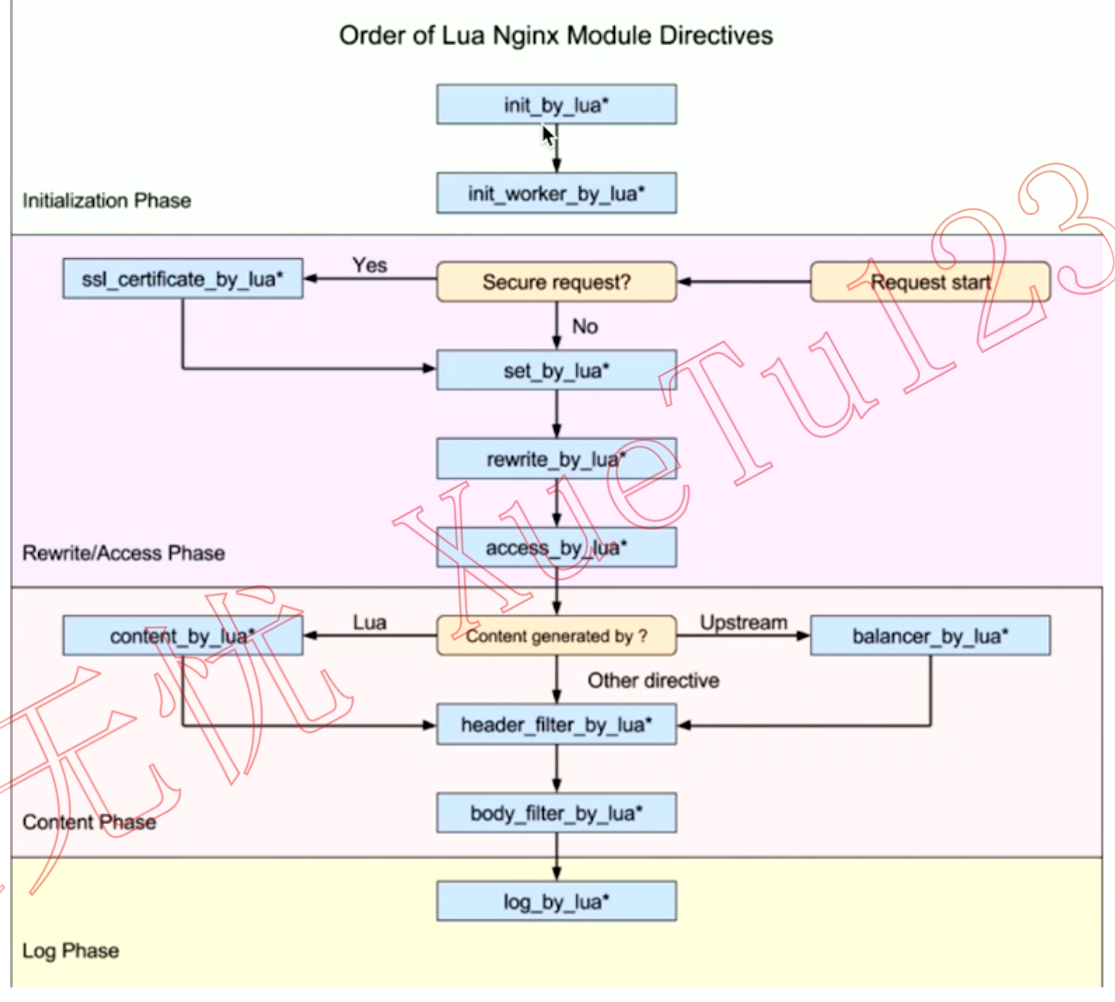 Order of Lua Nginx Module Directives
init_by_lua*
init_worker_by_lua*
Initialization Phase
ssl_certificate_by_lua*
Yes
Secure request?
Request start
No
set_by_lua*
rewrite_by_lua*
access_by_lua*
Rewrite/Access Phase
content_by_lua*
Lua
Content generated by ?
Upstream
balancer_by_lua*
Other directive
header_filter_by_lua*
body_filter_by_lua*
Content Phase
log_by_lua*
Log Phase
无忧 XueTu123